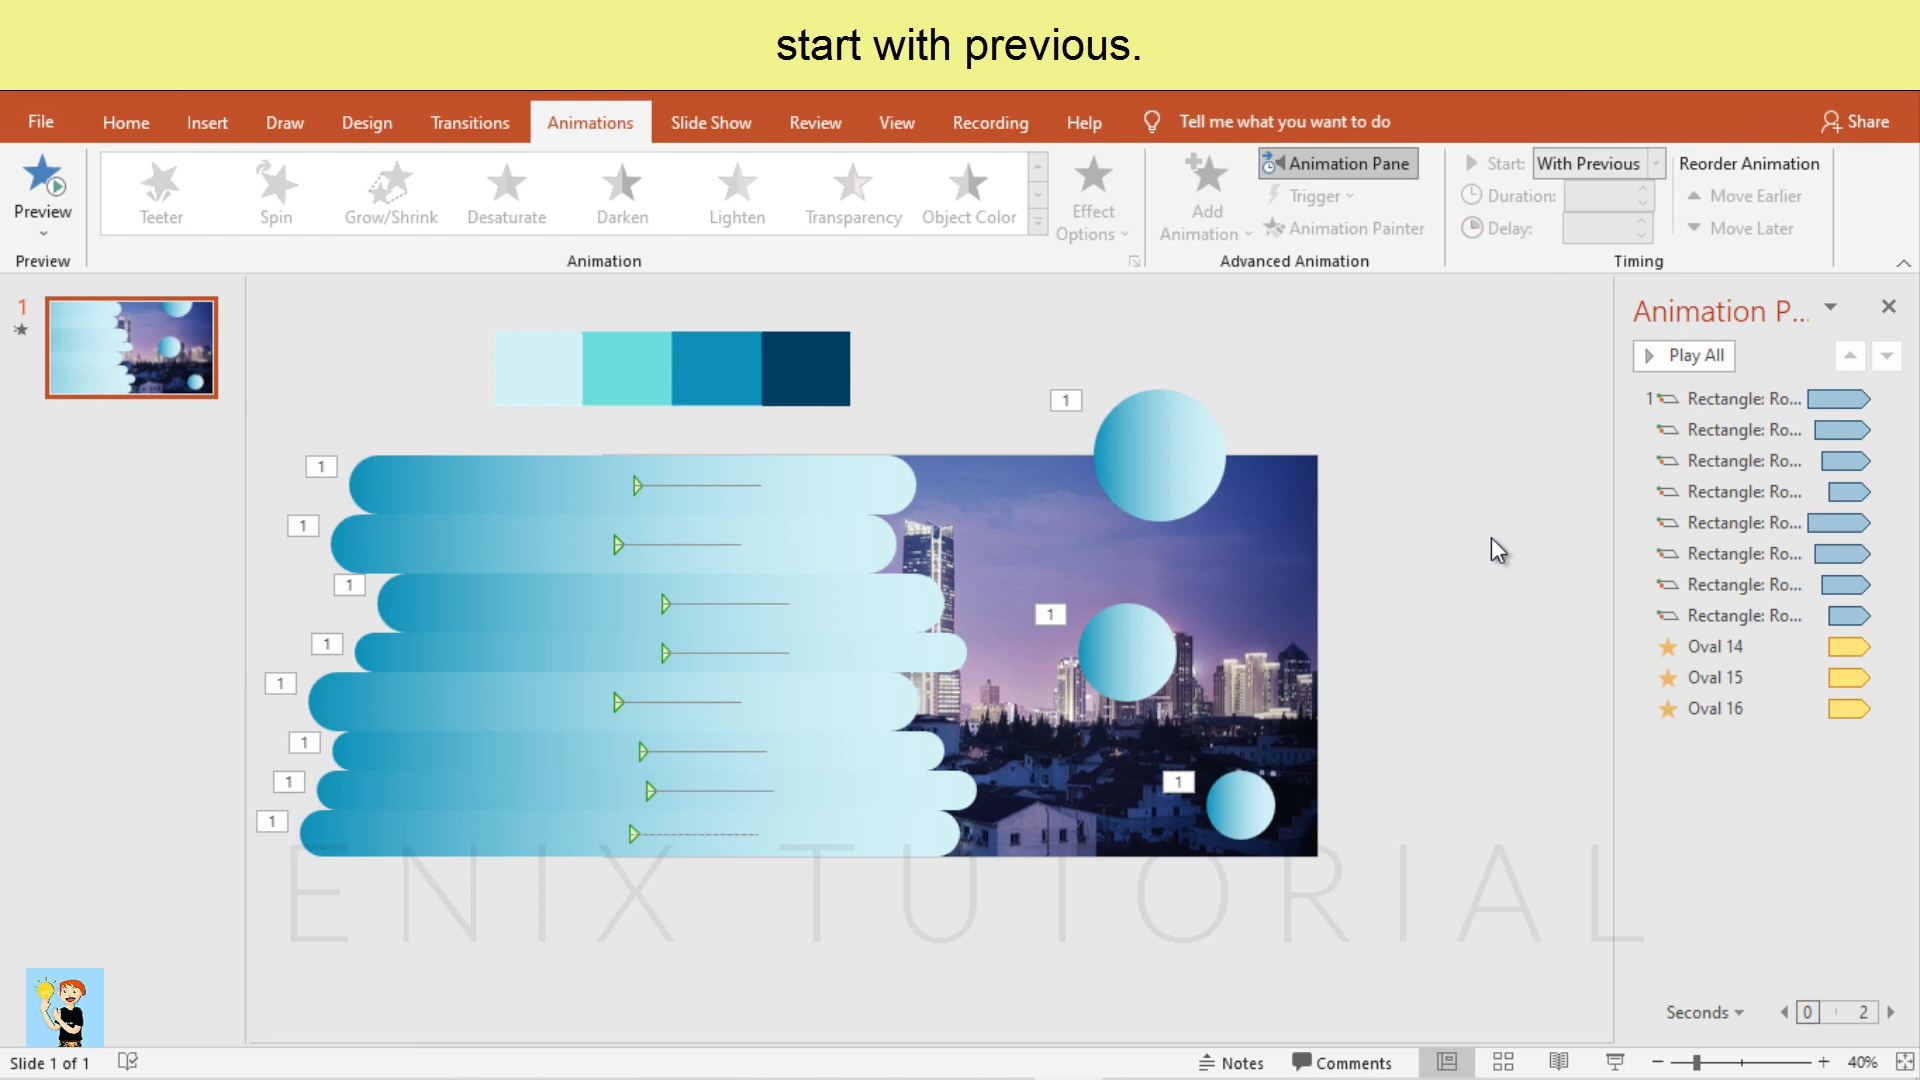 start with previous.
File Home Insert Draw Design Transitions Animations Slide Show Review View Recording Help Tell me what you want to do Share
Preview
Teeter Spin Grow/Shrink Desaturate Darken Lighten Transparency Object Color
Effect Options
Add Animation
Animation Pane
Trigger
Animation Painter
Start: With Previous
Duration:
Delay:
Reorder Animation
Move Earlier
Move Later
Preview Animation Advanced Animation Timing
1
Animation P...
Play All
1 Rectangle: Ro...
Rectangle: Ro...
Rectangle: Ro...
Rectangle: Ro...
Rectangle: Ro...
Rectangle: Ro...
Rectangle: Ro...
Rectangle: Ro...
Oval 14
Oval 15
Oval 16
1
1
1
1
1
1
1
1
1
1
1
ENIX TUTORIAL
Seconds 0 2
Slide 1 of 1 Notes Comments 40%